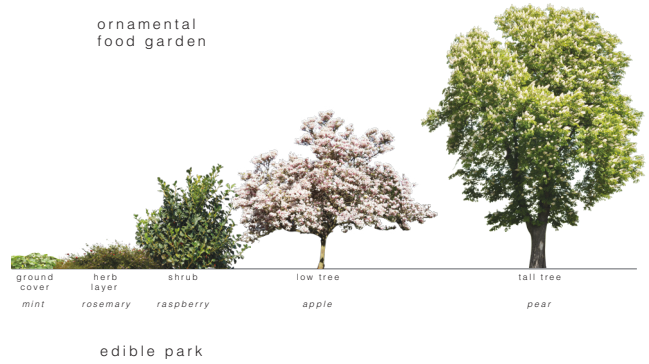 ornamental
food garden
ground cover
herb layer
shrub
low tree
tall tree
mint
rosemary
raspberry
apple
pear
edible park